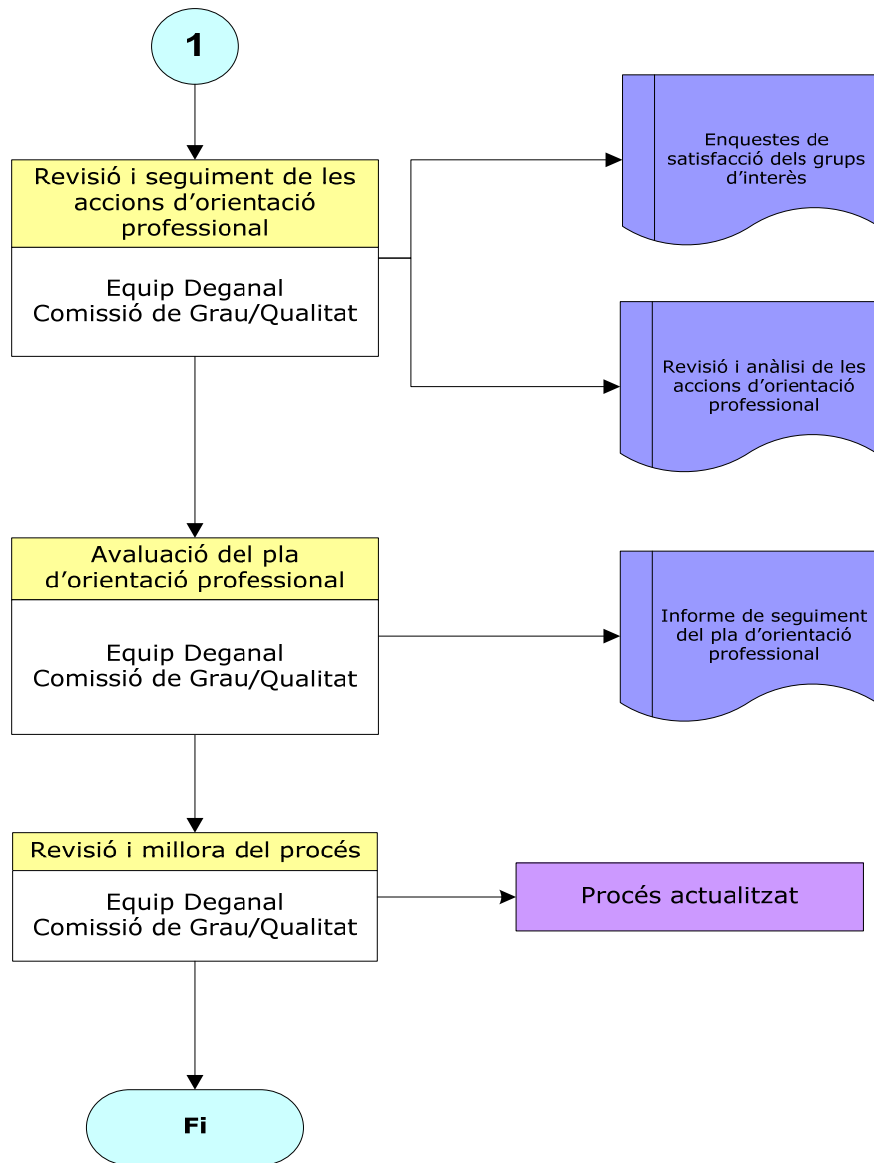 1
Revisió i seguiment de les
accions d'orientació
professional
Equip Deganal
Comissió de Grau/Qualitat
Enquestes de
satisfacció dels grups
d'interès
Revisió i anàlisi de les
accions d'orientació
professional
Avaluació del pla
d'orientació professional
Equip Deganal
Comissió de Grau/Qualitat
Informe de seguiment
del pla d'orientació
professional
Revisió i millora del procés
Equip Deganal
Comissió de Grau/Qualitat
Procés actualitzat
Fi